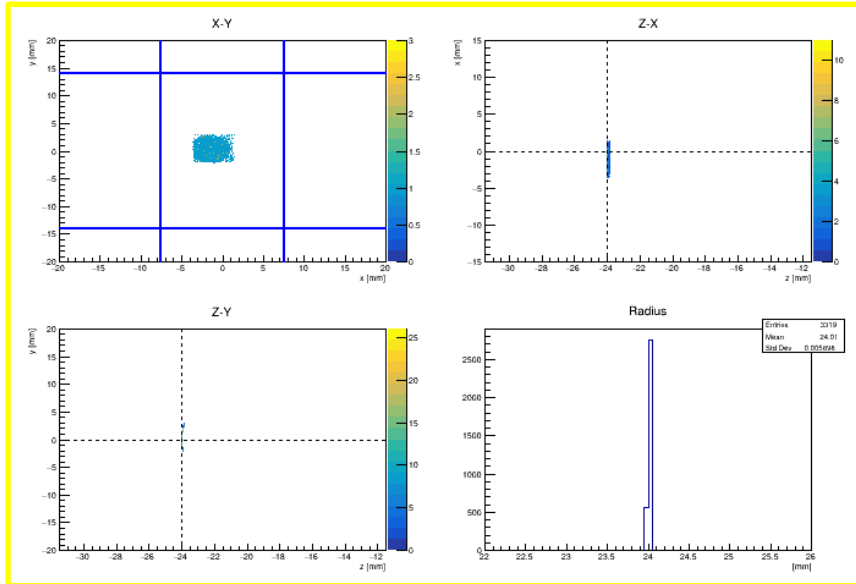 X-Y
y [mm]
20
15
10
5
0
−5
−10
−15
−20
−20 −15 −10 −5 0 5 10 15 20
x [mm]
3
2.5
2
1.5
1
0.5
0
Z-X
x [mm]
15
10
5
0
−5
−10
−15
−30 −28 −26 −24 −22 −20 −18 −16 −14 −12
z [mm]
10
8
6
4
2
0
Z-Y
y [mm]
20
15
10
5
0
−5
−10
−15
−20
−30 −28 −26 −24 −22 −20 −18 −16 −14 −12
z [mm]
25
20
15
10
5
0
Radius
Entries 3319
Mean 24.01
Std Dev 0.005698
2500
2000
1500
1000
500
0
22 22.5 23 23.5 24 24.5 25 25.5 26
[mm]